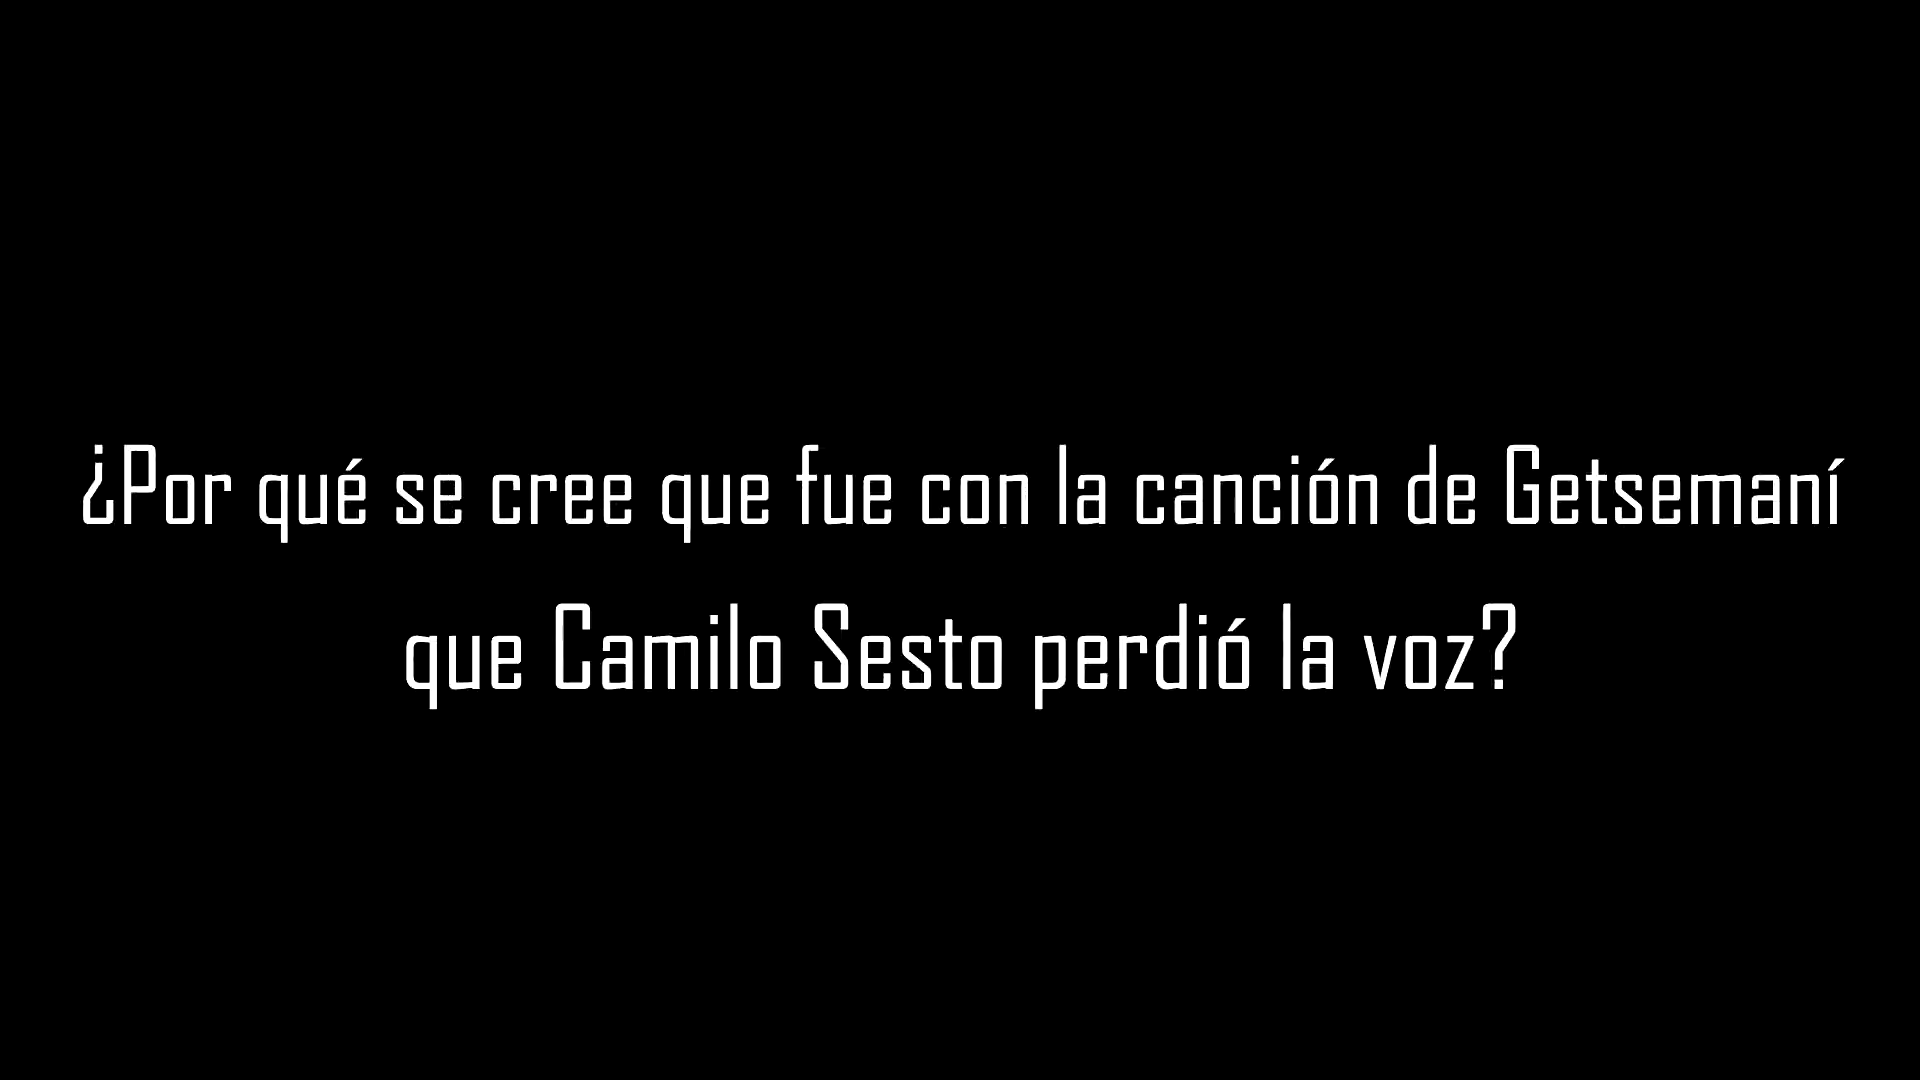 ¿Por qué se cree que fue con la canción de Getsemaní
que Camilo Sesto perdió la voz?